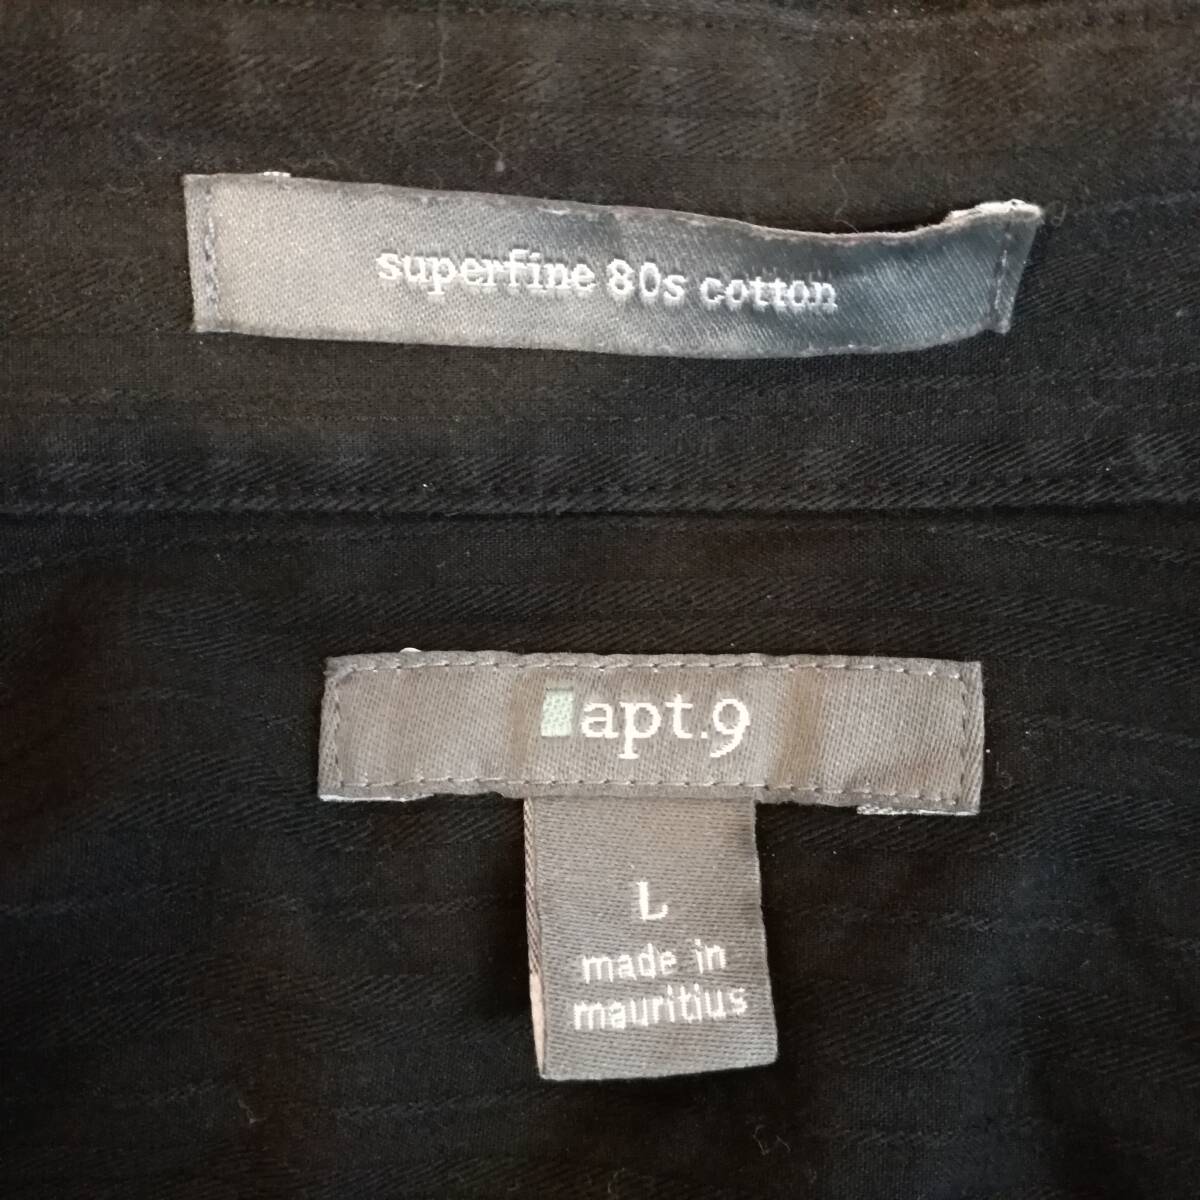 superfine 80s cotton
apt.9
L
made in
mauritius